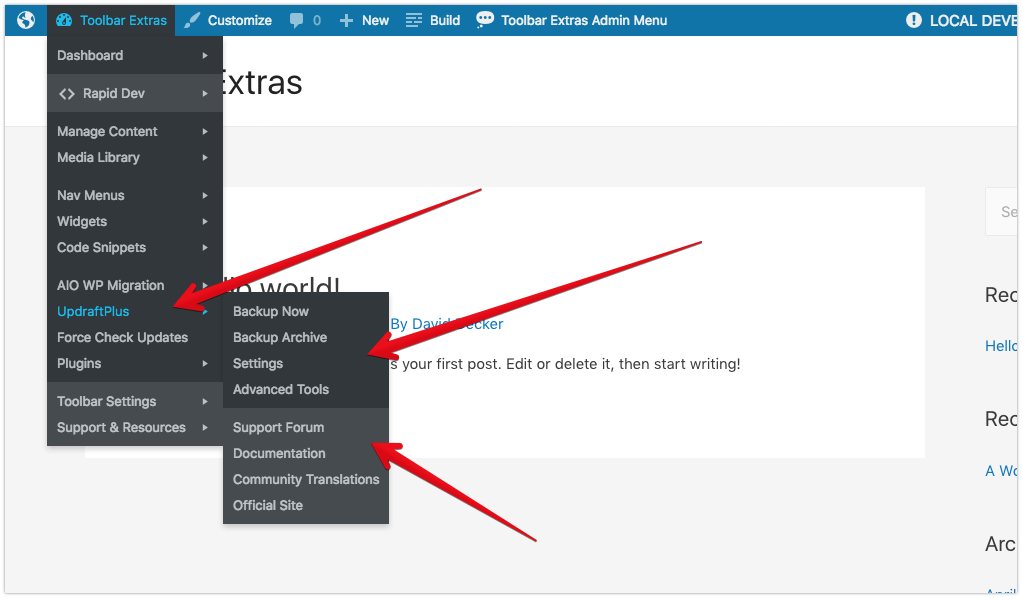 Toolbar Extras Customize 0 New Build Toolbar Extras Admin Menu LOCAL DEVE
Extras
Dashboard
Rapid Dev
Manage Content
Media Library
Nav Menus
Widgets
Code Snippets
AIO WP Migration
UpdraftPlus
Force Check Updates
Plugins
Toolbar Settings
Support & Resources
Backup Now
Backup Archive
Settings
Advanced Tools
Support Forum
Documentation
Community Translations
Official Site
world!
By David Decker
s your first post. Edit or delete it, then start writing!
Se
Rec
Hello
Rec
A Wo
Arc
April